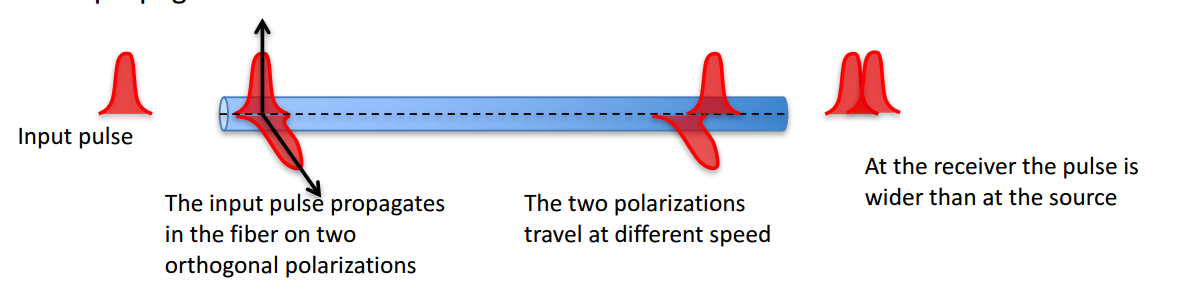 Input pulse
The input pulse propagates
in the fiber on two
orthogonal polarizations
The two polarizations
travel at different speed
At the receiver the pulse is
wider than at the source